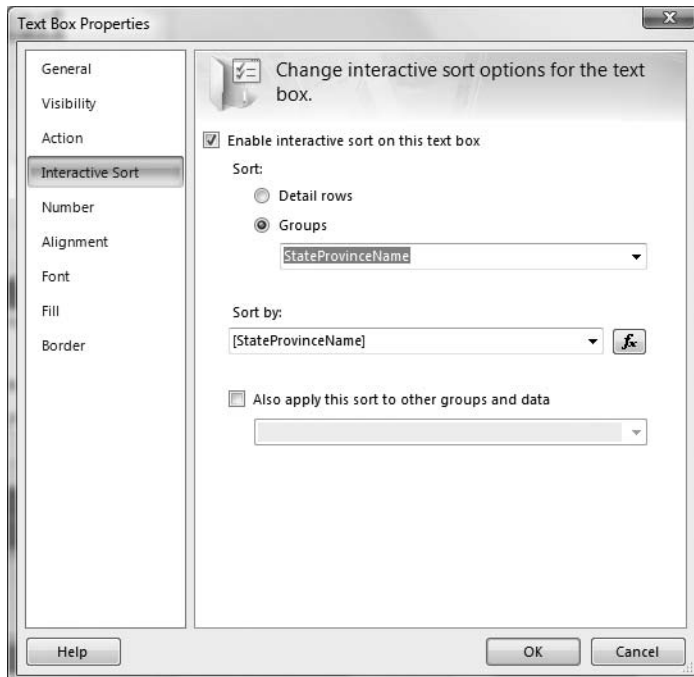 Text Box Properties
General
Visibility
Action
Interactive Sort
Number
Alignment
Font
Fill
Border
Change interactive sort options for the text
box.
Enable interactive sort on this text box
Sort:
Detail rows
Groups
StateProvinceName
Sort by:
[StateProvinceName]
fx
Also apply this sort to other groups and data
Help
OK
Cancel